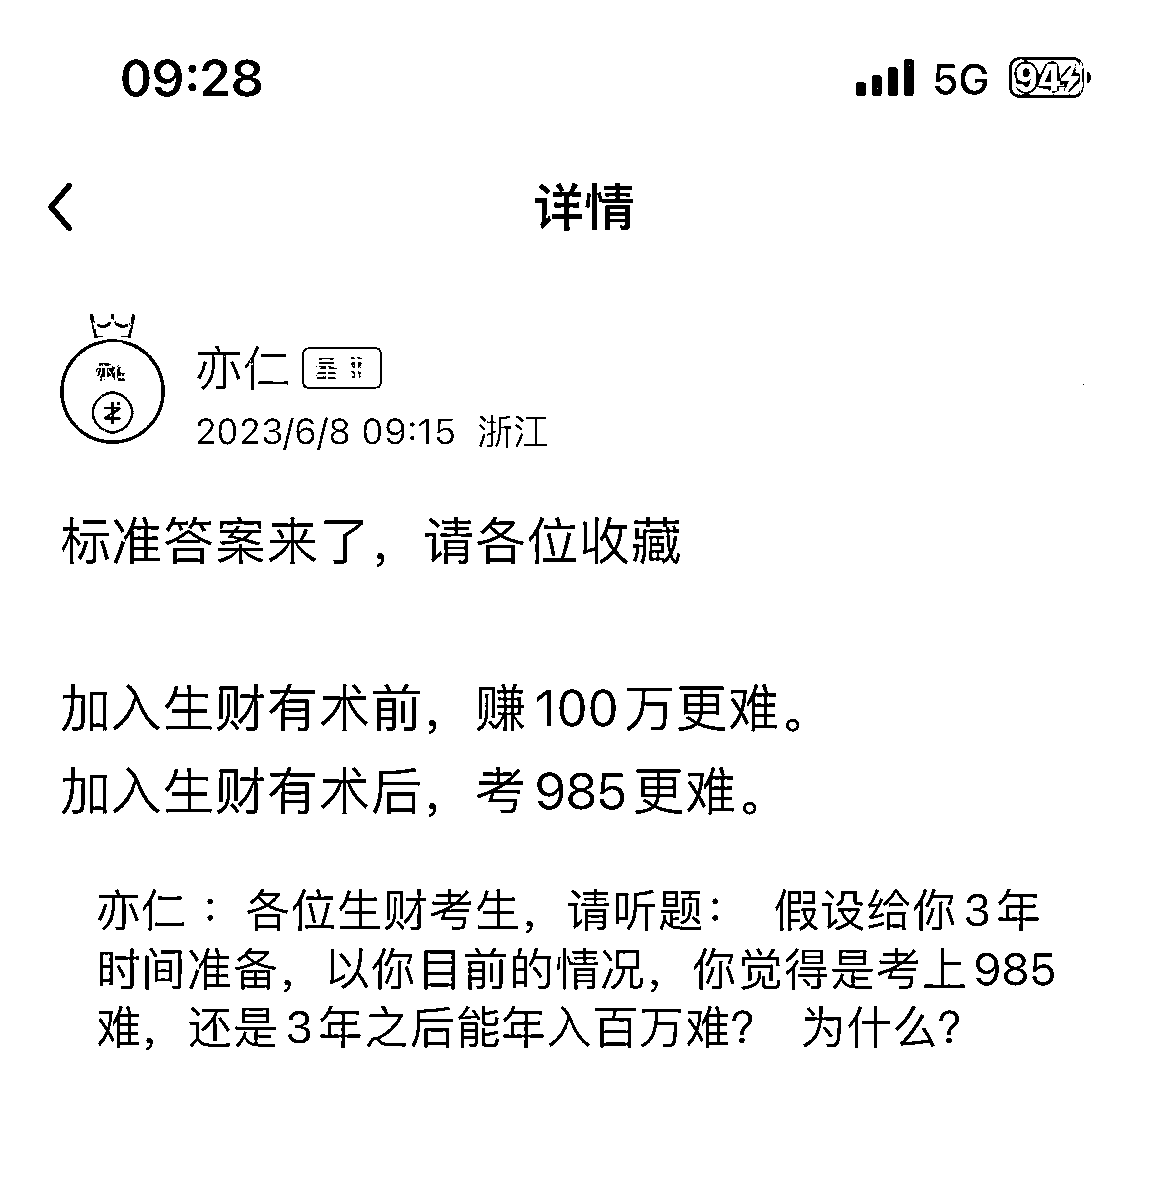 09:28 5G 94
详情
亦仁
2023/6/8 09:15 浙江
标准答案来了，请各位收藏
加入生财有术前，赚100万更难。
加入生财有术后，考985更难。
亦仁 ：各位生财考生，请听题： 假设给你3年
时间准备，以你目前的情况，你觉得是考上985
难，还是3年之后能年入百万难？ 为什么？